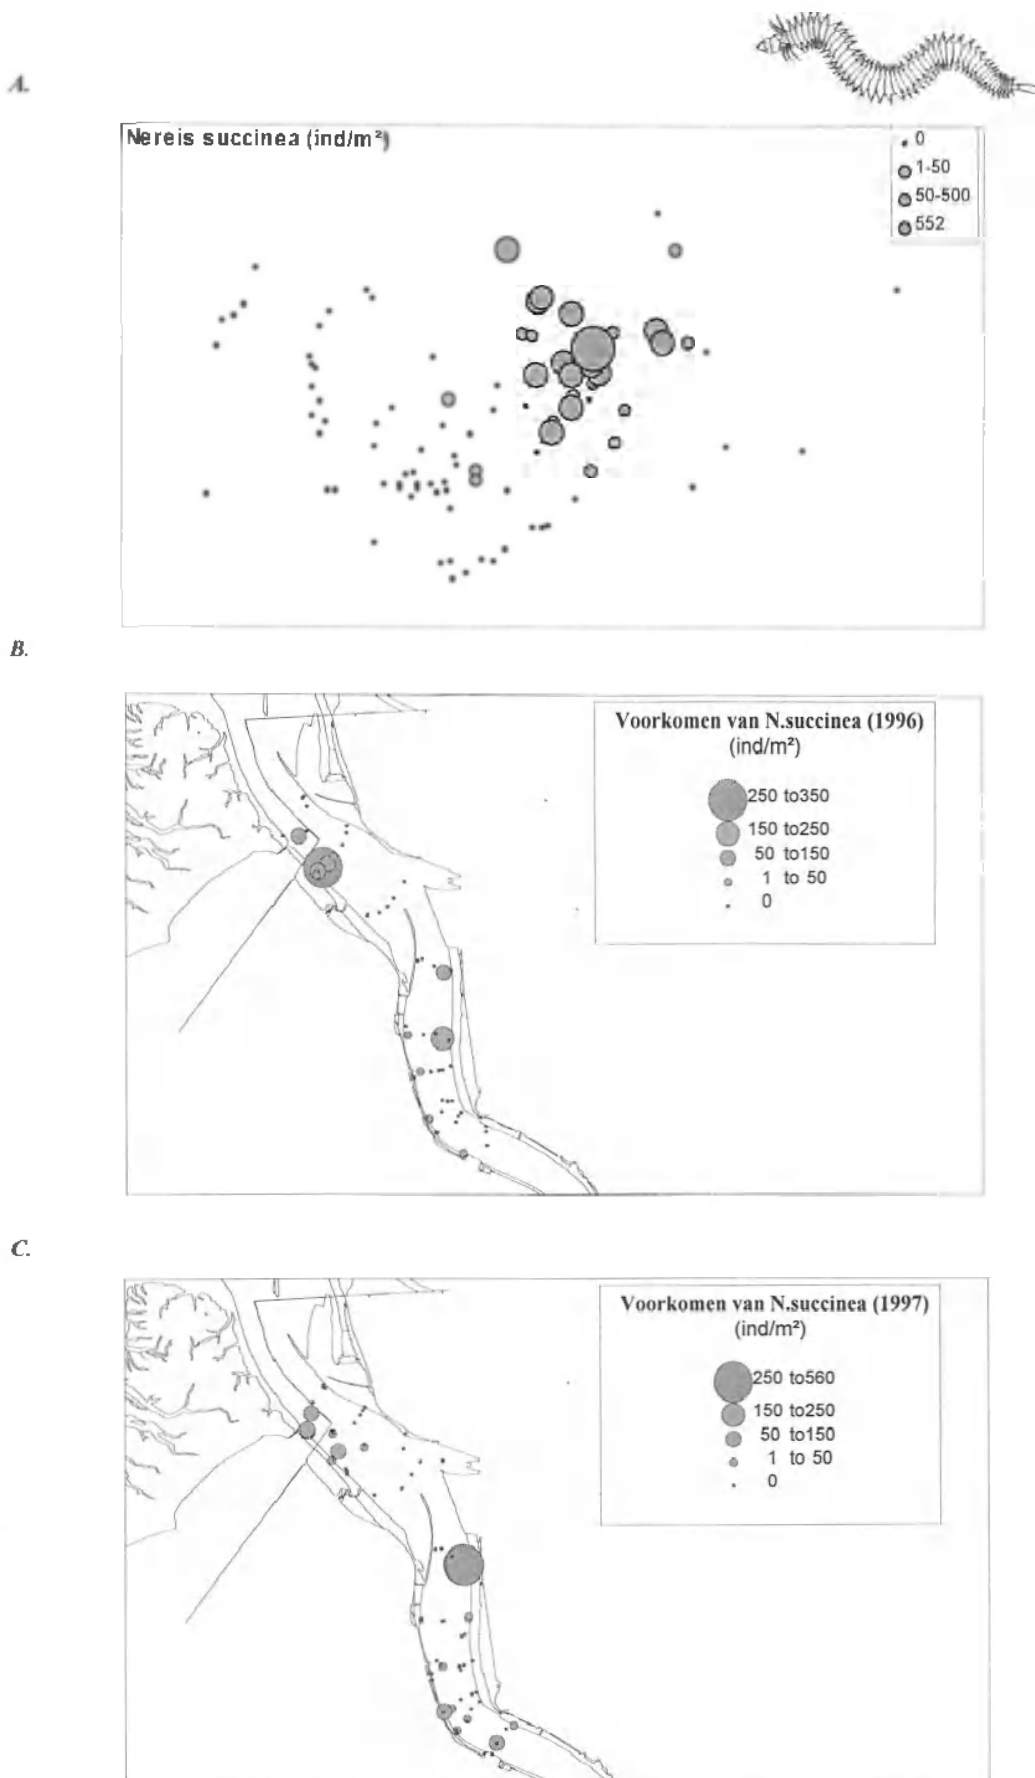 A.
Nereis succinea (ind/m²)
0
1-50
50-500
552
B.
Voorkomen van N.succinea (1996)
(ind/m²)
250 to350
150 to250
50 to150
1 to 50
0
C.
Voorkomen van N.succinea (1997)
(ind/m²)
250 to560
150 to250
50 to150
1 to 50
0